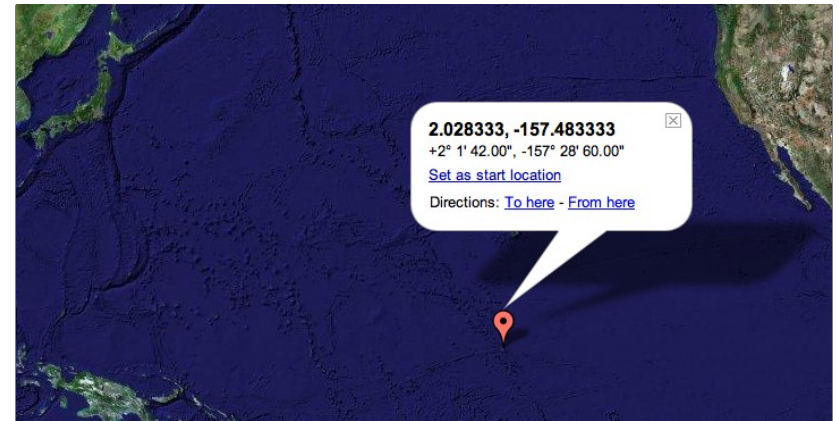 2.028333, -157.483333
+2° 1' 42.00", -157° 28' 60.00"
Set as start location
Directions: To here - From here